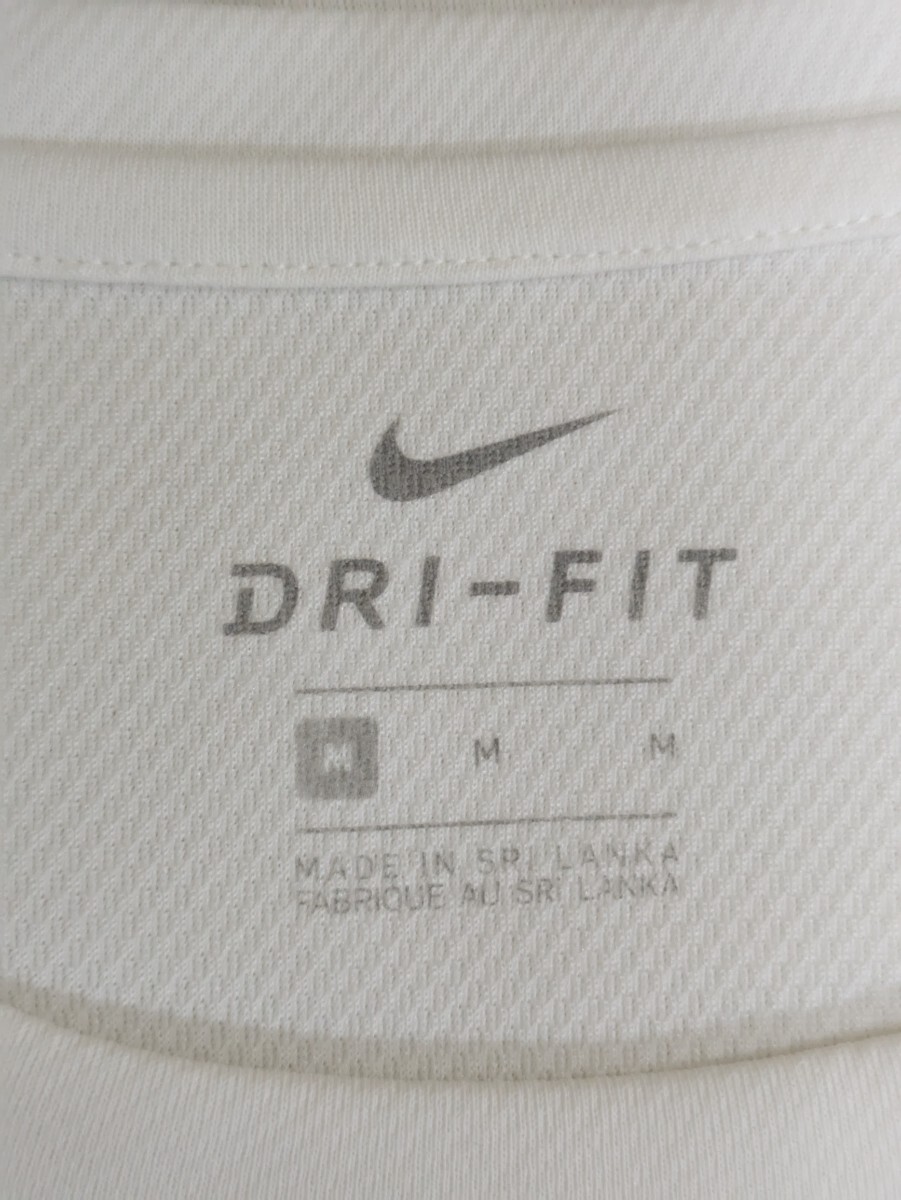 DRI-FIT
M M M
MADE IN SRI LANKA
FABRIQUE AU SRI LANKA